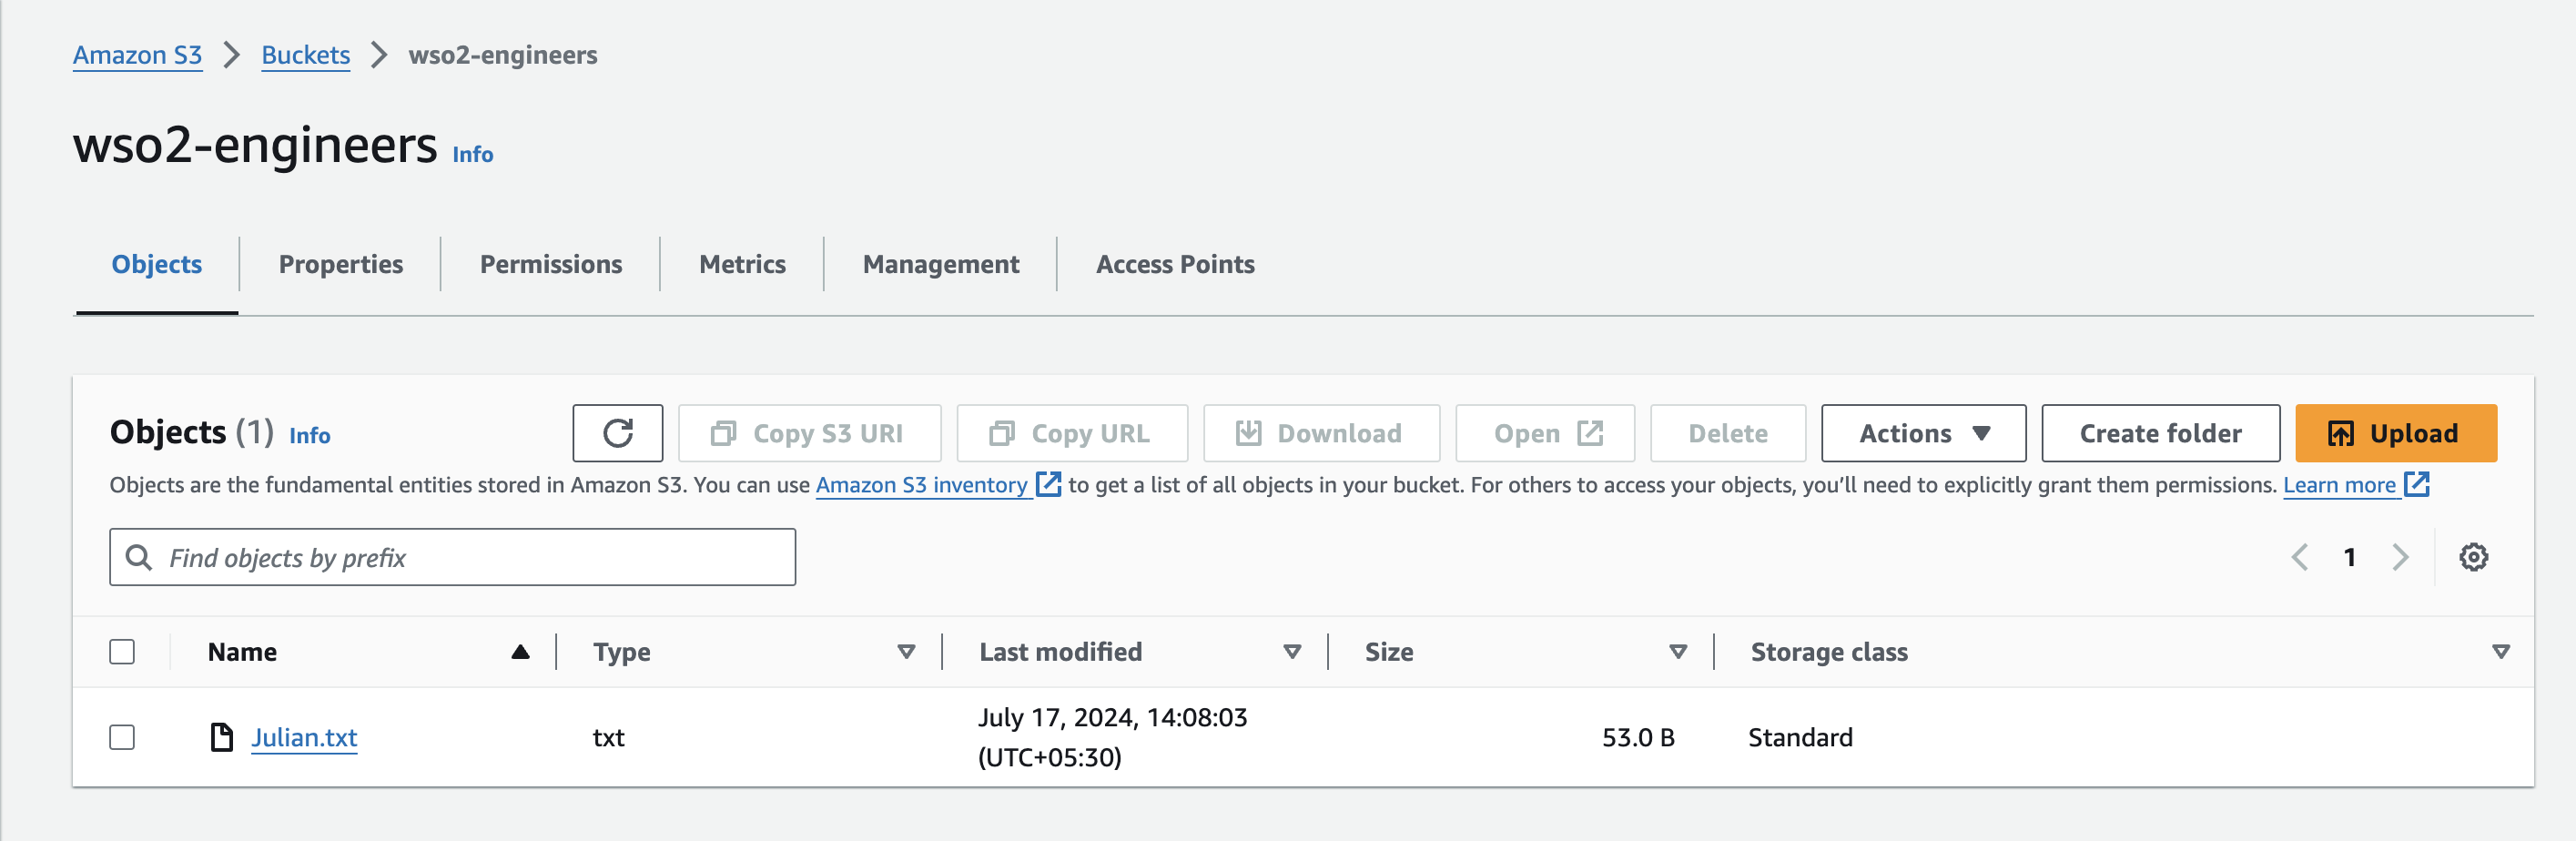 Amazon S3 > Buckets > wso2-engineers
wso2-engineers Info
Objects Properties Permissions Metrics Management Access Points
Objects (1) Info Copy S3 URI Copy URL Download Open Delete Actions Create folder Upload
Objects are the fundamental entities stored in Amazon S3. You can use Amazon S3 inventory to get a list of all objects in your bucket. For others to access your objects, you’ll need to explicitly grant them permissions. Learn more
Find objects by prefix 1
Name Type Last modified Size Storage class
Julian.txt txt July 17, 2024, 14:08:03 (UTC+05:30) 53.0 B Standard